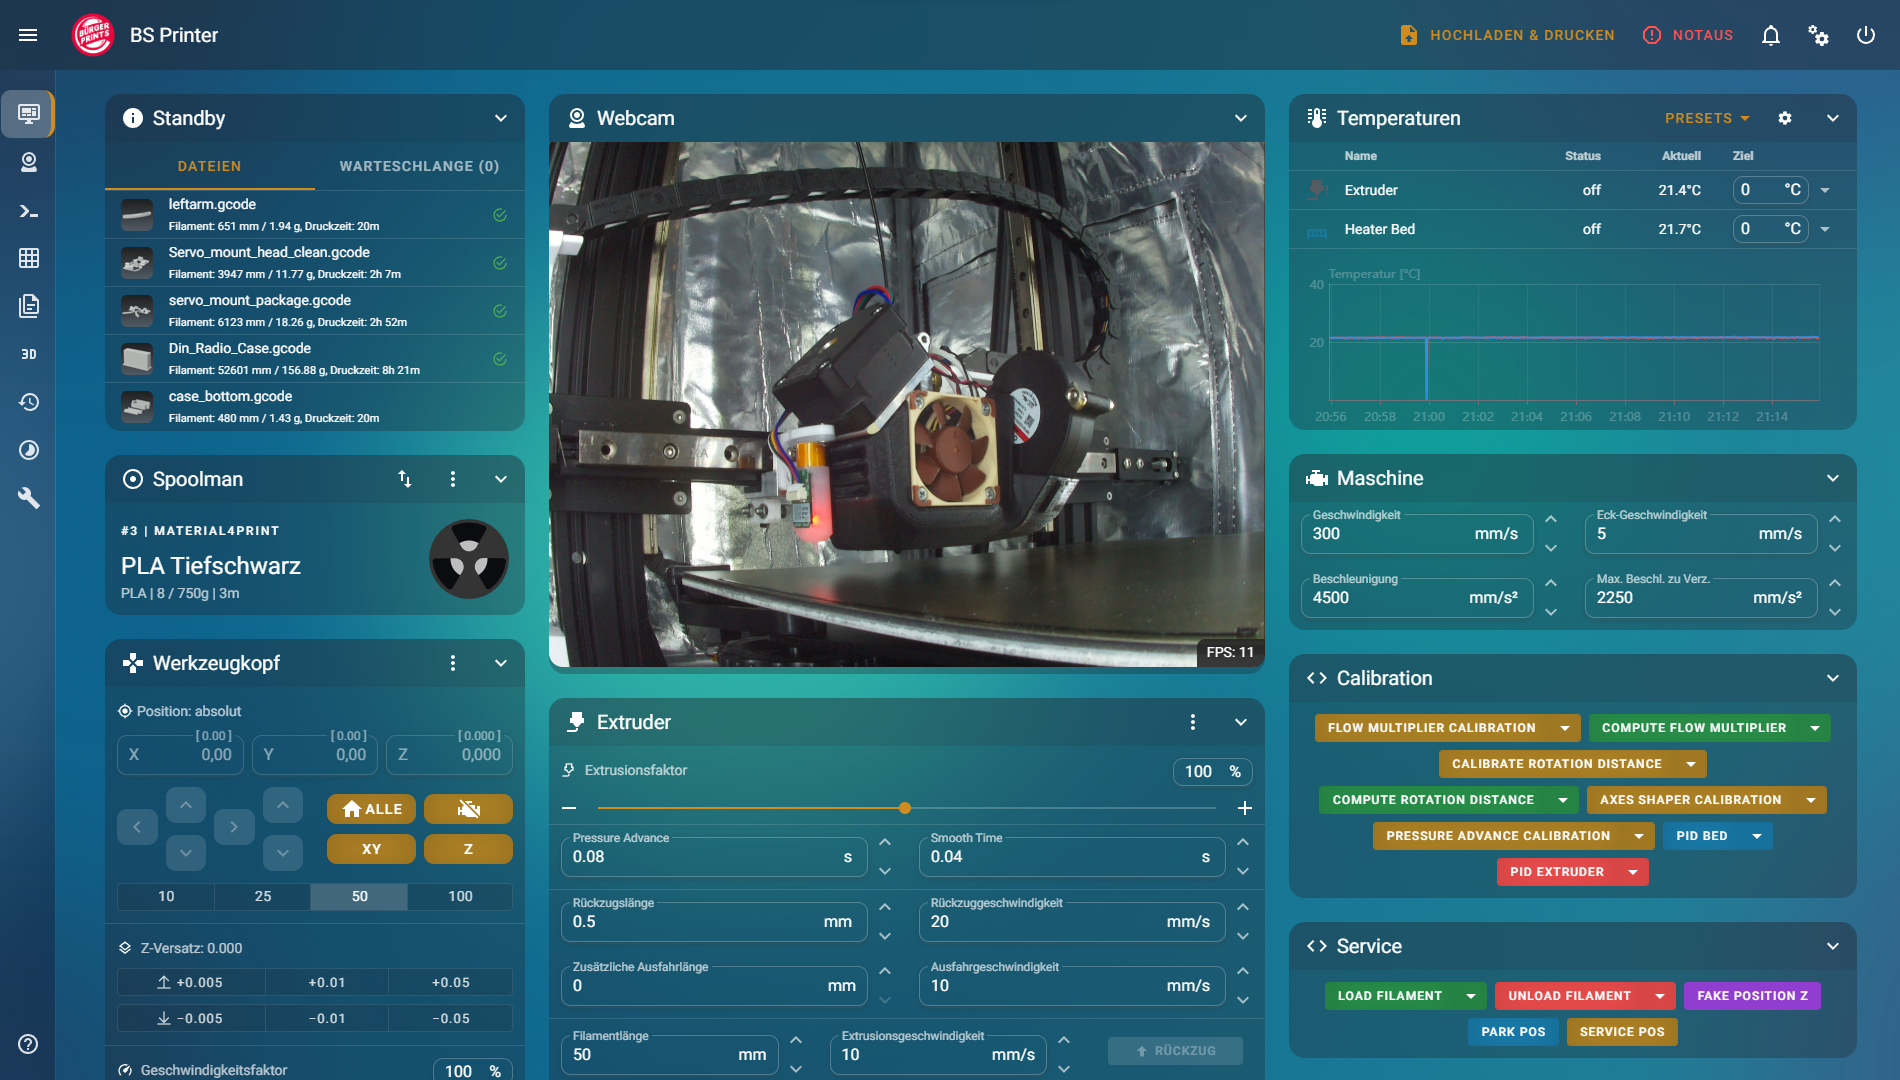 BÜRGER PRINTS
BS Printer
HOCHLADEN & DRUCKEN
NOTAUS
Standby
DATEIEN
WARTESCHLANGE (0)
leftarm.gcode
Filament: 651 mm / 1.94 g, Druckzeit: 20m
Servo_mount_head_clean.gcode
Filament: 3947 mm / 11.77 g, Druckzeit: 2h 7m
servo_mount_package.gcode
Filament: 6123 mm / 18.26 g, Druckzeit: 2h 52m
Din_Radio_Case.gcode
Filament: 52601 mm / 156.88 g, Druckzeit: 8h 21m
case_bottom.gcode
Filament: 480 mm / 1.43 g, Druckzeit: 20m
3D
Spoolman
#3 | MATERIAL4PRINT
PLA Tiefschwarz
PLA | 8 / 750g | 3m
Werkzeugkopf
Position: absolut
[ 0.00 ]
[ 0.00 ]
[ 0.000 ]
X 0,00
Y 0,00
Z 0,000
ALLE
XY
Z
10 25 50 100
Z-Versatz: 0.000
+0.005 +0.01 +0.05
−0.005 −0.01 −0.05
Geschwindigkeitsfaktor
100 %
Webcam
FPS: 11
Extruder
Extrusionsfaktor
100 %
Pressure Advance
0.08 s
Smooth Time
0.04 s
Rückzugslänge
0.5 mm
Rückzuggeschwindigkeit
20 mm/s
Zusätzliche Ausfahrlänge
0 mm
Ausfahrgeschwindigkeit
10 mm/s
Filamentlänge
50 mm
Extrusionsgeschwindigkeit
10 mm/s
RÜCKZUG
Temperaturen
PRESETS
Name Status Aktuell Ziel
Extruder off 21.4°C 0 °C
Heater Bed off 21.7°C 0 °C
Temperatur [°C]
40
20
20:56 20:58 21:00 21:02 21:04 21:06 21:08 21:10 21:12 21:14
Maschine
Geschwindigkeit
300 mm/s
Eck-Geschwindigkeit
5 mm/s
Beschleunigung
4500 mm/s²
Max. Beschl. zu Verz.
2250 mm/s²
Calibration
FLOW MULTIPLIER CALIBRATION
COMPUTE FLOW MULTIPLIER
CALIBRATE ROTATION DISTANCE
COMPUTE ROTATION DISTANCE
AXES SHAPER CALIBRATION
PRESSURE ADVANCE CALIBRATION
PID BED
PID EXTRUDER
Service
LOAD FILAMENT
UNLOAD FILAMENT
FAKE POSITION Z
PARK POS
SERVICE POS